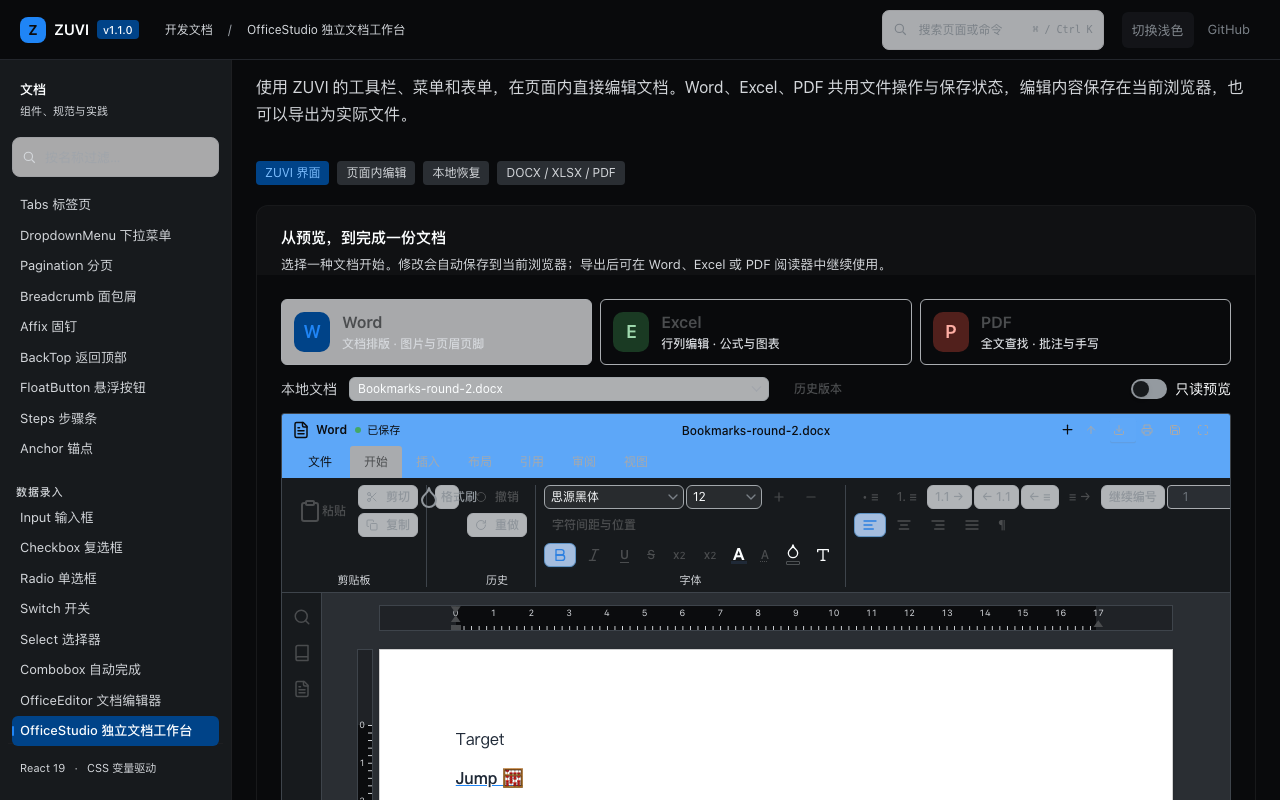 Z ZUVI v1.1.0 开发文档 / OfficeStudio 独立文档工作台 搜索页面或命令 ⌘ / Ctrl K 切换浅色 GitHub
文档
组件、规范与实践
Tabs 标签页
DropdownMenu 下拉菜单
Pagination 分页
Breadcrumb 面包屑
Affix 固钉
BackTop 返回顶部
FloatButton 悬浮按钮
Steps 步骤条
Anchor 锚点
数据录入
Input 输入框
Checkbox 复选框
Radio 单选框
Switch 开关
Select 选择器
Combobox 自动完成
OfficeEditor 文档编辑器
OfficeStudio 独立文档工作台
React 19 · CSS 变量驱动
使用 ZUVI 的工具栏、菜单和表单，在页面内直接编辑文档。Word、Excel、PDF 共用文件操作与保存状态，编辑内容保存在当前浏览器，也
可以导出为实际文件。
ZUVI 界面 页面内编辑 本地恢复 DOCX / XLSX / PDF
从预览，到完成一份文档
选择一种文档开始。修改会自动保存到当前浏览器；导出后可在 Word、Excel 或 PDF 阅读器中继续使用。
W Word
文档排版 · 图片与页眉页脚
E Excel
行列编辑 · 公式与图表
P PDF
全文查找 · 批注与手写
本地文档 Bookmarks-round-2.docx 历史版本 只读预览
Word 已保存 Bookmarks-round-2.docx
文件 开始 插入 布局 引用 审阅 视图
粘贴 剪切 格式刷 撤销 思源黑体 12 1. 1.1 → ← 1.1 ← → 继续编号 1
复制 重做 字符间距与位置 ¶
B I U S x2 x2 A A T
剪贴板 历史 字体
0 1 2 3 4 5 6 7 8 9 10 11 12 13 14 15 16 17
0
1
Target
Jump